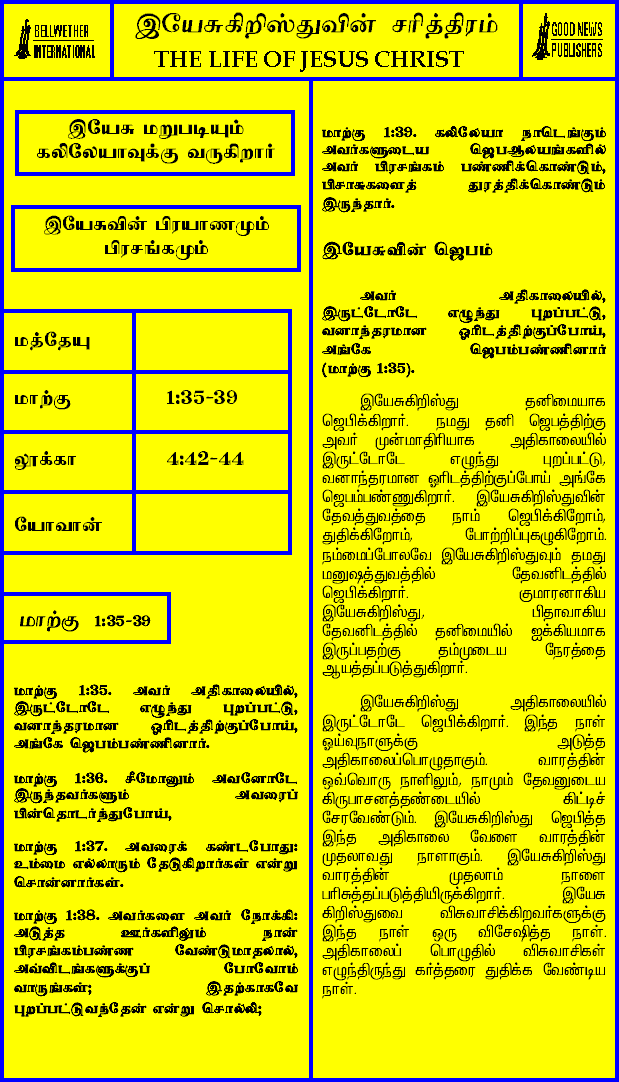 BELLWETHER
INTERNATIONAL
இயேசுகிறிஸ்துவின் சரித்திரம்
THE LIFE OF JESUS CHRIST
GOOD NEWS
PUBLISHERS
இயேசு மறுபடியும்
கலிலேயாவுக்கு வருகிறார்
இயேசுவின் பிரயாணமும்
பிரசங்கமும்
மத்தேயு
மாற்கு 1:35-39
லூக்கா 4:42-44
யோவான்
மாற்கு 1:35-39
மாற்கு 1:35. அவர் அதிகாலையில்,
இருட்டோடே எழுந்து புறப்பட்டு,
வனாந்தரமான ஓரிடத்திற்குப்போய்,
அங்கே ஜெபம்பண்ணினார்.
மாற்கு 1:36. சீமோனும் அவனோடே
இருந்தவர்களும் அவரைப்
பின்தொடர்ந்துபோய்,
மாற்கு 1:37. அவரைக் கண்டபோது:
உம்மை எல்லாரும் தேடுகிறார்கள் என்று
சொன்னார்கள்.
மாற்கு 1:38. அவர்களை அவர் நோக்கி:
அடுத்த ஊர்களிலும் நான்
பிரசங்கம்பண்ண வேண்டுமாதலால்,
அவ்விடங்களுக்குப் போவோம்
வாருங்கள்; இதற்காகவே
புறப்பட்டுவந்தேன் என்று சொல்லி;
மாற்கு 1:39. கலிலேயா நாடெங்கும்
அவர்களுடைய ஜெபஆலயங்களில்
அவர் பிரசங்கம் பண்ணிக்கொண்டும்,
பிசாசுகளைத் துரத்திக்கொண்டும்
இருந்தார்.
இயேசுவின் ஜெபம்
அவர் அதிகாலையில்,
இருட்டோடே எழுந்து புறப்பட்டு,
வனாந்தரமான ஓரிடத்திற்குப்போய்,
அங்கே ஜெபம்பண்ணினார்
(மாற்கு 1:35).
இயேசுகிறிஸ்து தனிமையாக
ஜெபிக்கிறார். நமது தனி ஜெபத்திற்கு
அவர் முன்மாதிரியாக அதிகாலையில்
இருட்டோடே எழுந்து புறப்பட்டு,
வனாந்தரமான ஓரிடத்திற்குப்போய் அங்கே
ஜெபம்பண்ணுகிறார். இயேசுகிறிஸ்துவின்
தேவத்துவத்தை நாம் ஜெபிக்கிறோம்,
துதிக்கிறோம், போற்றிப்புகழுகிறோம்.
நம்மைப்போலவே இயேசுகிறிஸ்துவும் தமது
மனுஷத்துவத்தில் தேவனிடத்தில்
ஜெபிக்கிறார். குமாரனாகிய
இயேசுகிறிஸ்து, பிதாவாகிய
தேவனிடத்தில் தனிமையில் ஐக்கியமாக
இருப்பதற்கு தம்முடைய நேரத்தை
ஆயத்தப்படுத்துகிறார்.
இயேசுகிறிஸ்து அதிகாலையில்
இருட்டோடே ஜெபிக்கிறார். இந்த நாள்
ஓய்வுநாளுக்கு அடுத்த
அதிகாலைப்பொழுதாகும். வாரத்தின்
ஒவ்வொரு நாளிலும், நாமும் தேவனுடைய
கிருபாசனத்தண்டையில் கிட்டிச்
சேரவேண்டும். இயேசுகிறிஸ்து ஜெபித்த
இந்த அதிகாலை வேளை வாரத்தின்
முதலாவது நாளாகும். இயேசுகிறிஸ்து
வாரத்தின் முதலாம் நாளை
பரிசுத்தப்படுத்தியிருக்கிறார். இயேசு
கிறிஸ்துவை விசுவாசிக்கிறவர்களுக்கு
இந்த நாள் ஒரு விசேஷித்த நாள்.
அதிகாலைப் பொழுதில் விசுவாசிகள்
எழுந்திருந்து கர்த்தரை துதிக்க வேண்டிய
நாள்.